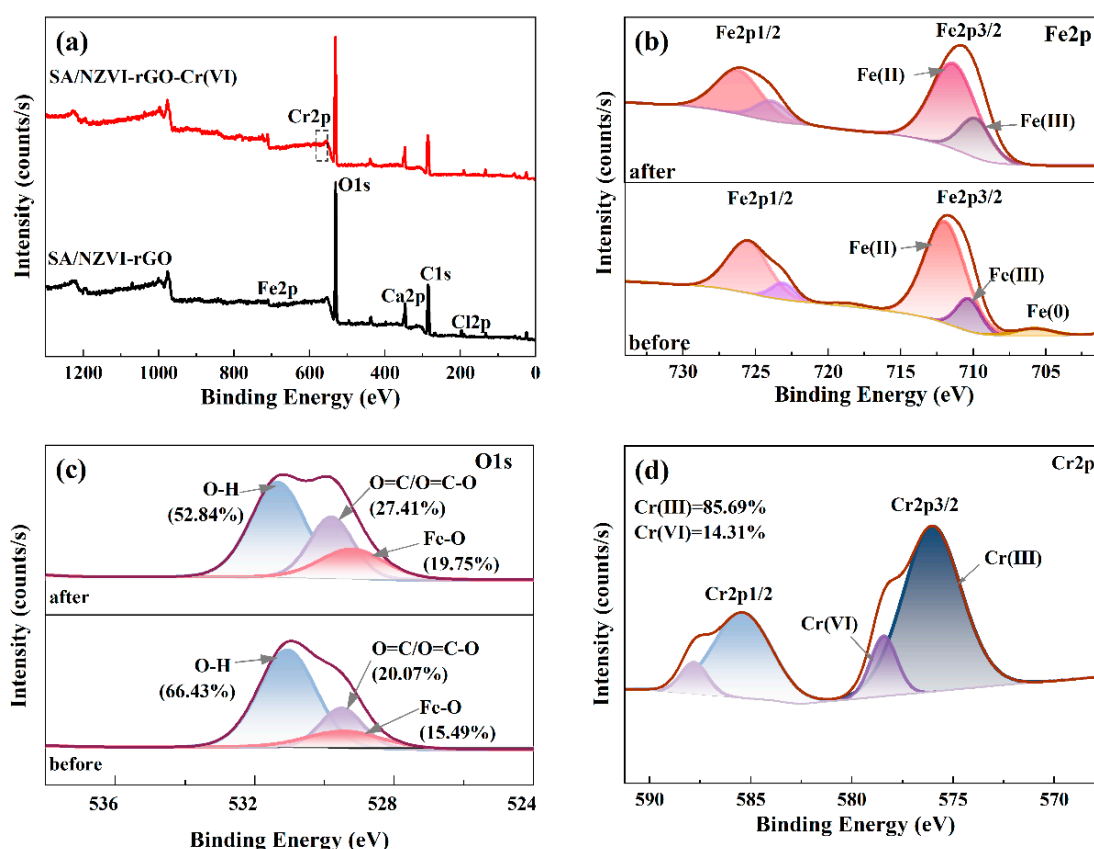 (a)
SA/NZVI-rGO-Cr(VI)
Cr2p
O1s
SA/NZVI-rGO
Fe2p
Ca2p
C1s
Cl2p
1200 1000 800 600 400 200 0
Binding Energy (eV)
Intensity (counts/s)
(b)
Fe2p
Fe2p1/2
Fe2p3/2
Fe(II)
Fe(III)
after
Fe2p1/2
Fe2p3/2
Fe(II)
Fe(III)
Fe(0)
before
730 725 720 715 710 705
Binding Energy (eV)
Intensity (counts/s)
(c)
O1s
O-H
(52.84%)
O=C/O=C-O
(27.41%)
Fe-O
(19.75%)
after
O-H
(66.43%)
O=C/O=C-O
(20.07%)
Fe-O
(15.49%)
before
536 532 528 524
Binding Energy (eV)
Intensity (counts/s)
(d)
Cr2p
Cr(III)=85.69%
Cr(VI)=14.31%
Cr2p3/2
Cr(III)
Cr2p1/2
Cr(VI)
590 585 580 575 570
Binding Energy (eV)
Intensity (counts/s)